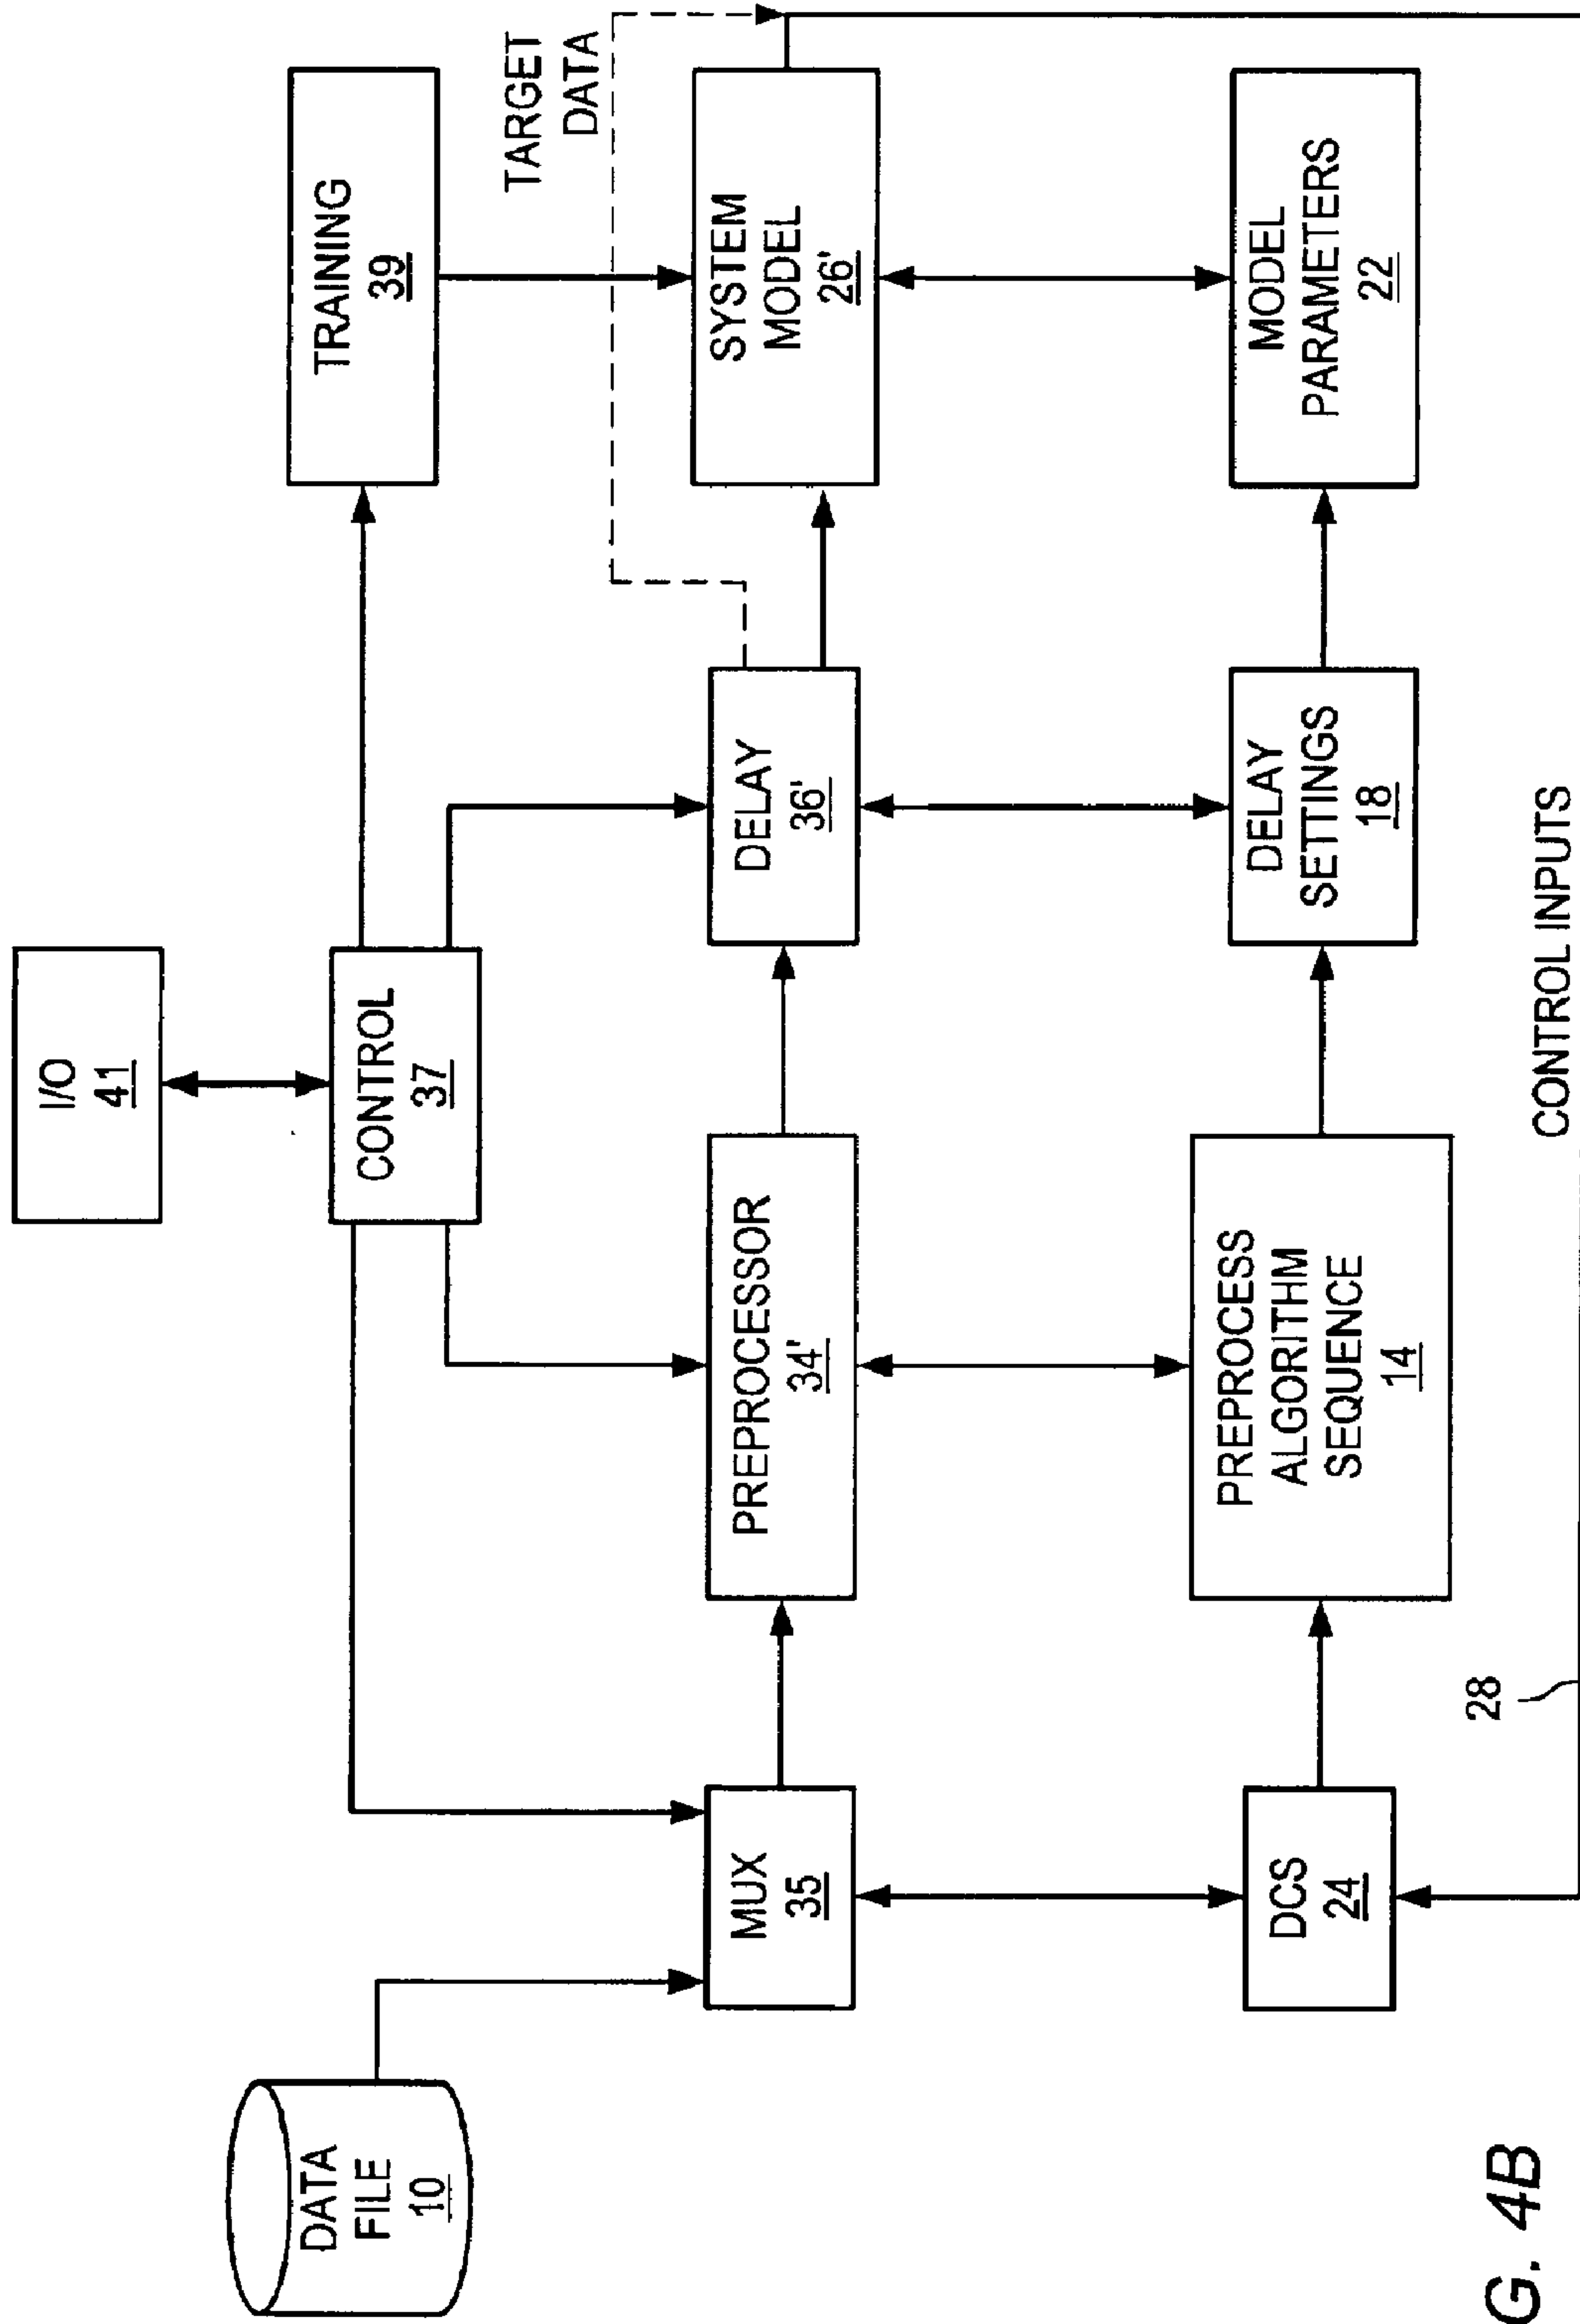 I/O
41
TRAINING
39
CONTROL
37
DATA
FILE
10
TARGET
DATA
MUX
35
PREPROCESSOR
34'
DELAY
36'
SYSTEM
MODEL
26'
DCS
24
PREPROCESS
ALGORITHM
SEQUENCE
14
DELAY
SETTINGS
18
MODEL
PARAMETERS
22
28
CONTROL INPUTS
G. 4B